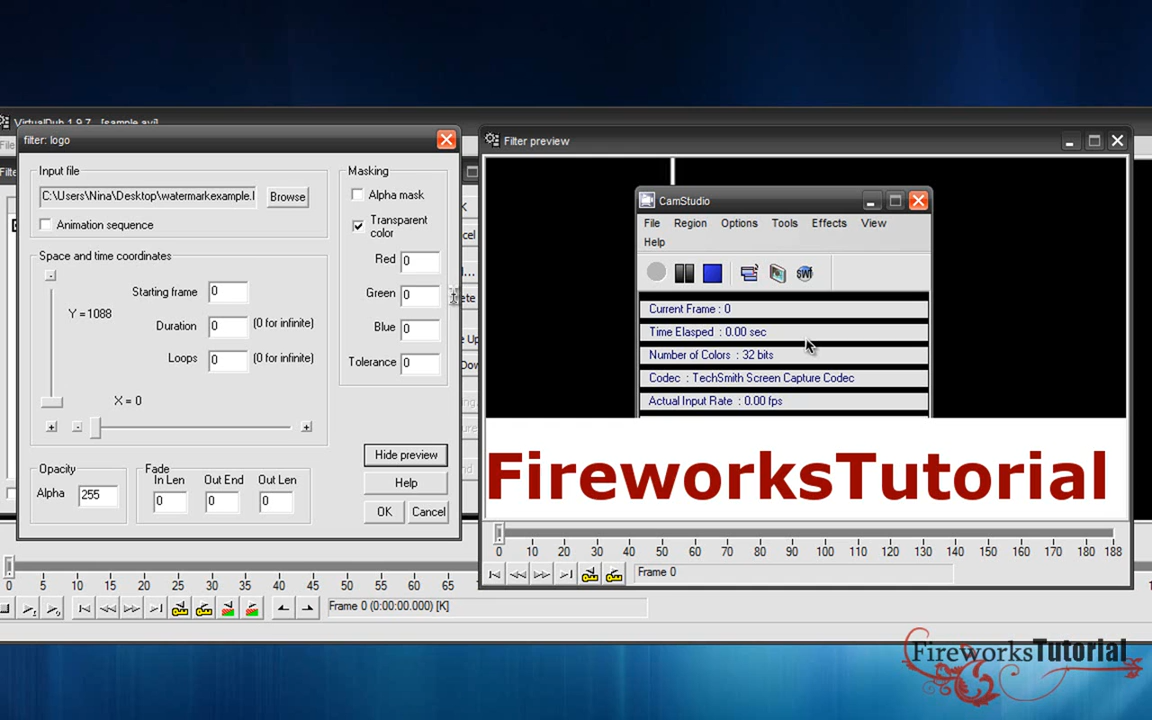 VirtualDub 1.9.7 - [sample.avi]
filter: logo
Input file
C:\Users\Nina\Desktop\watermarkexample.
Browse
Animation sequence
Space and time coordinates
Y = 1088
Starting frame 0
Duration 0 (0 for infinite)
Loops 0 (0 for infinite)
X = 0
+ - +
Opacity
Alpha 255
Fade
In Len Out End Out Len
0 0 0
Masking
Alpha mask
Transparent
color
Red 0
Green 0
Blue 0
Tolerance 0
Hide preview
Help
OK Cancel
Filter preview
CamStudio
File Region Options Tools Effects View
Help
SWF
Current Frame : 0
Time Elasped : 0.00 sec
Number of Colors : 32 bits
Codec : TechSmith Screen Capture Codec
Actual Input Rate : 0.00 fps
FireworksTutorial
0 10 20 30 40 50 60 70 80 90 100 110 120 130 140 150 160 170 188
Frame 0
0 5 10 15 20 25 30 35 40 45 50 55 60 65
Frame 0 (0:00:00.000) [K]
FireworksTutorial